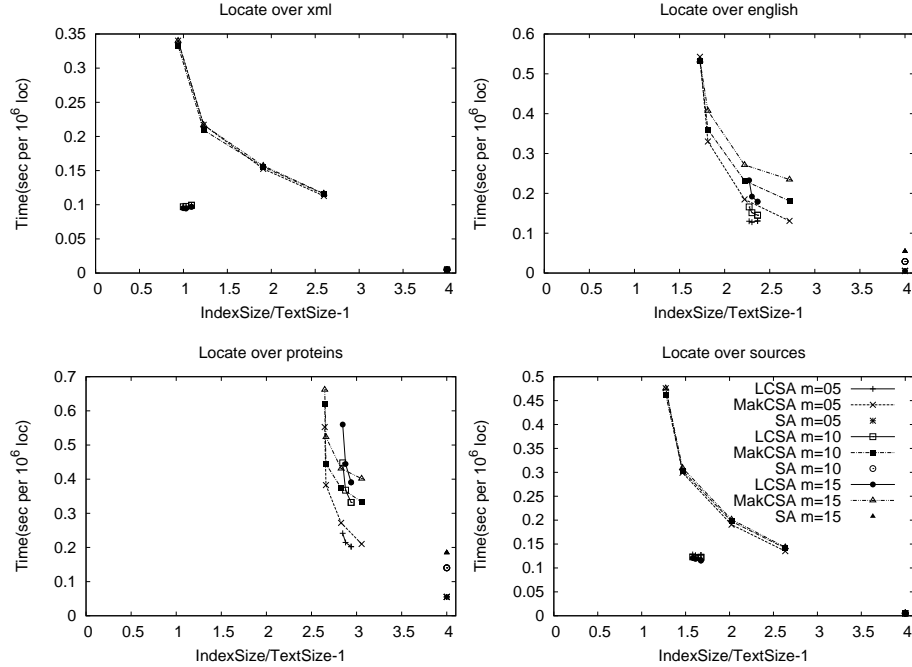 Locate over xml
Time(sec per 10^6 loc)
0.35
0.3
0.25
0.2
0.15
0.1
0.05
0
0 0.5 1 1.5 2 2.5 3 3.5 4
IndexSize/TextSize-1
Locate over english
Time(sec per 10^6 loc)
0.6
0.5
0.4
0.3
0.2
0.1
0
0 0.5 1 1.5 2 2.5 3 3.5 4
IndexSize/TextSize-1
Locate over proteins
Time(sec per 10^6 loc)
0.7
0.6
0.5
0.4
0.3
0.2
0.1
0
0 0.5 1 1.5 2 2.5 3 3.5 4
IndexSize/TextSize-1
Locate over sources
Time(sec per 10^6 loc)
0.5
0.45
0.4
0.35
0.3
0.25
0.2
0.15
0.1
0.05
0
0 0.5 1 1.5 2 2.5 3 3.5 4
IndexSize/TextSize-1
LCSA m=05
MakCSA m=05
SA m=05
LCSA m=10
MakCSA m=10
SA m=10
LCSA m=15
MakCSA m=15
SA m=15